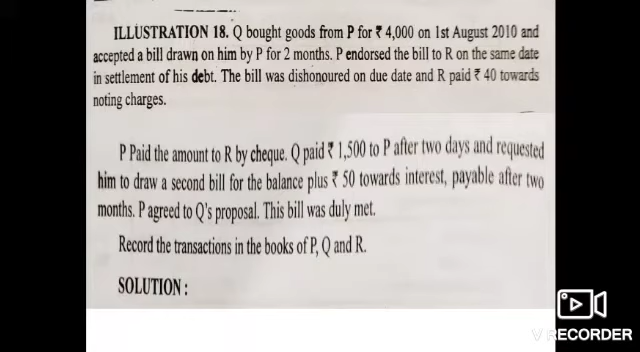 ILLUSTRATION 18. Q bought goods from P for ₹ 4,000 on 1st August 2010 and
accepted a bill drawn on him by P for 2 months. P endorsed the bill to R on the same date
in settlement of his debt. The bill was dishonoured on due date and R paid ₹ 40 towards
noting charges.
P Paid the amount to R by cheque. Q paid ₹ 1,500 to P after two days and requested
him to draw a second bill for the balance plus ₹ 50 towards interest, payable after two
months. P agreed to Q's proposal. This bill was duly met.
Record the transactions in the books of P, Q and R.
SOLUTION :
V RECORDER